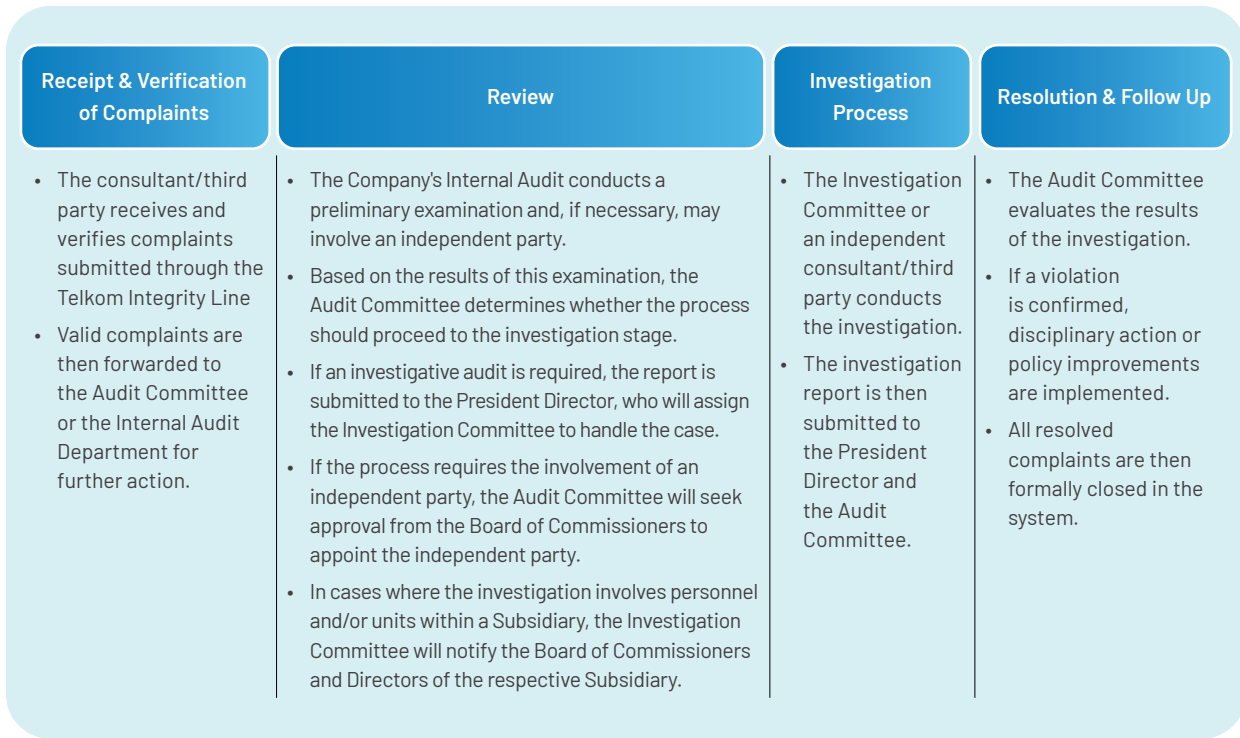 Receipt & Verification
of Complaints
• The consultant/third
party receives and
verifies complaints
submitted through the
Telkom Integrity Line
• Valid complaints are
then forwarded to
the Audit Committee
or the Internal Audit
Department for
further action.
Review
• The Company's Internal Audit conducts a
preliminary examination and, if necessary, may
involve an independent party.
• Based on the results of this examination, the
Audit Committee determines whether the process
should proceed to the investigation stage.
• If an investigative audit is required, the report is
submitted to the President Director, who will assign
the Investigation Committee to handle the case.
• If the process requires the involvement of an
independent party, the Audit Committee will seek
approval from the Board of Commissioners to
appoint the independent party.
• In cases where the investigation involves personnel
and/or units within a Subsidiary, the Investigation
Committee will notify the Board of Commissioners
and Directors of the respective Subsidiary.
Investigation
Process
• The Investigation
Committee or
an independent
consultant/third
party conducts
the investigation.
• The investigation
report is then
submitted to
the President
Director and
the Audit
Committee.
Resolution & Follow Up
• The Audit Committee
evaluates the results
of the investigation.
• If a violation
is confirmed,
disciplinary action or
policy improvements
are implemented.
• All resolved
complaints are then
formally closed in the
system.